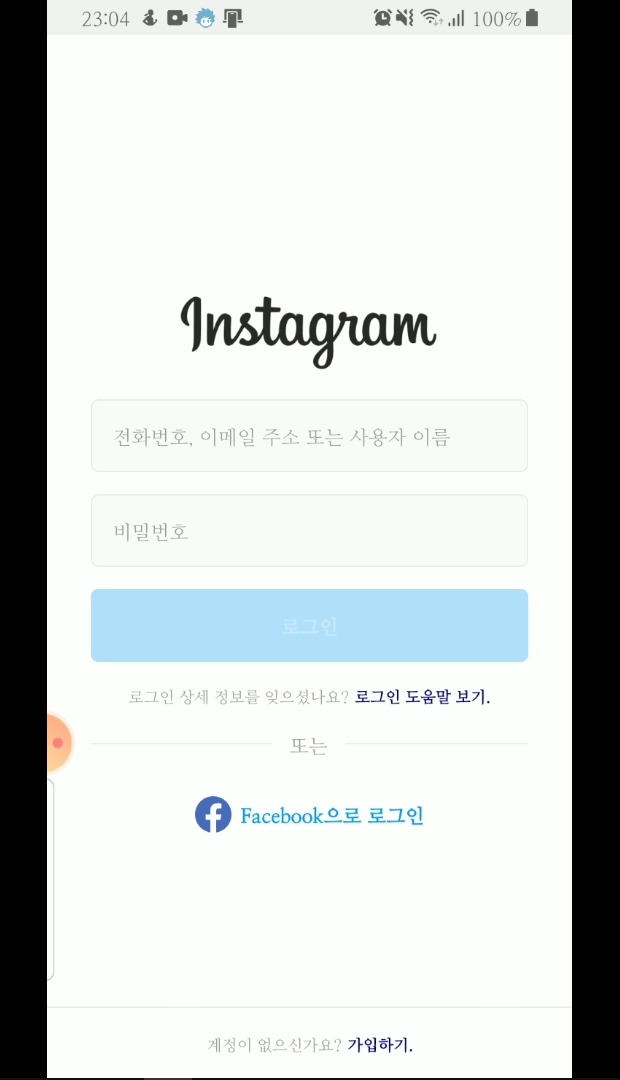 23:04 100%
Instagram
전화번호, 이메일 주소 또는 사용자 이름
비밀번호
로그인
로그인 상세 정보를 잊으셨나요? 로그인 도움말 보기.
또는
Facebook으로 로그인
계정이 없으신가요? 가입하기.